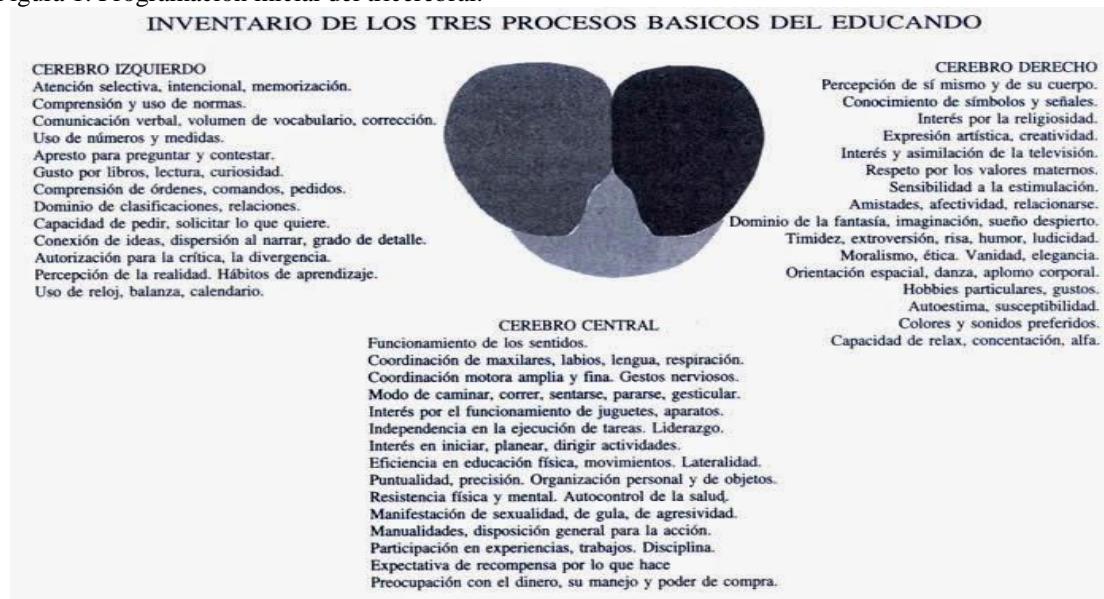 Figura 1. Programación inicial del tricerebral.
INVENTARIO DE LOS TRES PROCESOS BASICOS DEL EDUCANDO
CEREBRO IZQUIERDO
Atención selectiva, intencional, memorización.
Comprensión y uso de normas.
Comunicación verbal, volumen de vocabulario, corrección.
Uso de números y medidas.
Apresto para preguntar y contestar.
Gusto por libros, lectura, curiosidad.
Comprensión de órdenes, comandos, pedidos.
Dominio de clasificaciones, relaciones.
Capacidad de pedir, solicitar lo que quiere.
Conexión de ideas, dispersión al narrar, grado de detalle.
Autorización para la crítica, la divergencia.
Percepción de la realidad. Hábitos de aprendizaje.
Uso de reloj, balanza, calendario.
CEREBRO DERECHO
Percepción de sí mismo y de su cuerpo.
Conocimiento de símbolos y señales.
Interés por la religiosidad.
Expresión artística, creatividad.
Interés y asimilación de la televisión.
Respeto por los valores maternos.
Sensibilidad a la estimulación.
Amistades, afectividad, relacionarse.
Dominio de la fantasía, imaginación, sueño despierto.
Timidez, extroversión, risa, humor, ludicidad.
Moralismo, ética. Vanidad, elegancia.
Orientación espacial, danza, aplomo corporal.
Hobbies particulares, gustos.
Autoestima, susceptibilidad.
Colores y sonidos preferidos.
Capacidad de relax, concentación, alfa.
CEREBRO CENTRAL
Funcionamiento de los sentidos.
Coordinación de maxilares, labios, lengua, respiración.
Coordinación motora amplia y fina. Gestos nerviosos.
Modo de caminar, correr, sentarse, pararse, gesticular.
Interés por el funcionamiento de juguetes, aparatos.
Independencia en la ejecución de tareas. Liderazgo.
Interés en iniciar, planear, dirigir actividades.
Eficiencia en educación física, movimientos. Lateralidad.
Puntualidad, precisión. Organización personal y de objetos.
Resistencia física y mental. Autocontrol de la salud.
Manifestación de sexualidad, de gula, de agresividad.
Manualidades, disposición general para la acción.
Participación en experiencias, trabajos. Disciplina.
Expectativa de recompensa por lo que hace
Preocupación con el dinero, su manejo y poder de compra.